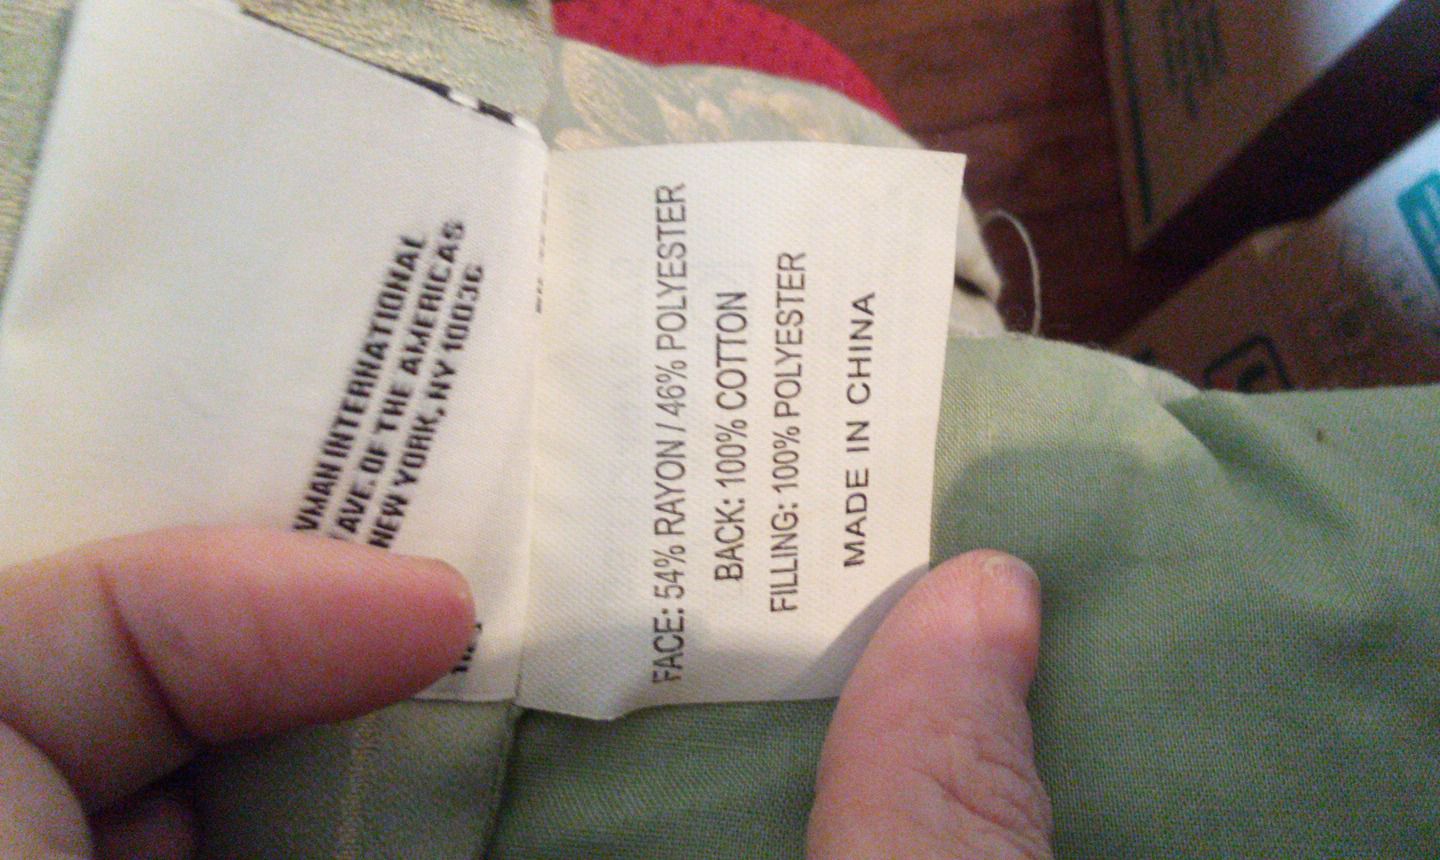 FACE: 54% RAYON / 46% POLYESTER
BACK: 100% COTTON
FILLING: 100% POLYESTER
MADE IN CHINA
VMAN INTERNATIONAL
AVE. OF THE AMERICAS
NEW YORK, NY 10036